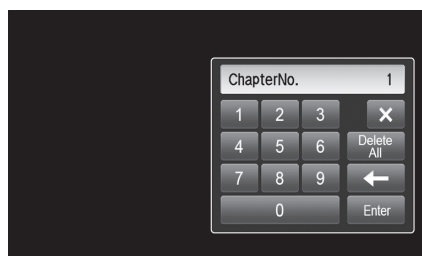 ChapterNo. 1
1 2 3 ×
4 5 6 Delete All
7 8 9 ←
0 Enter